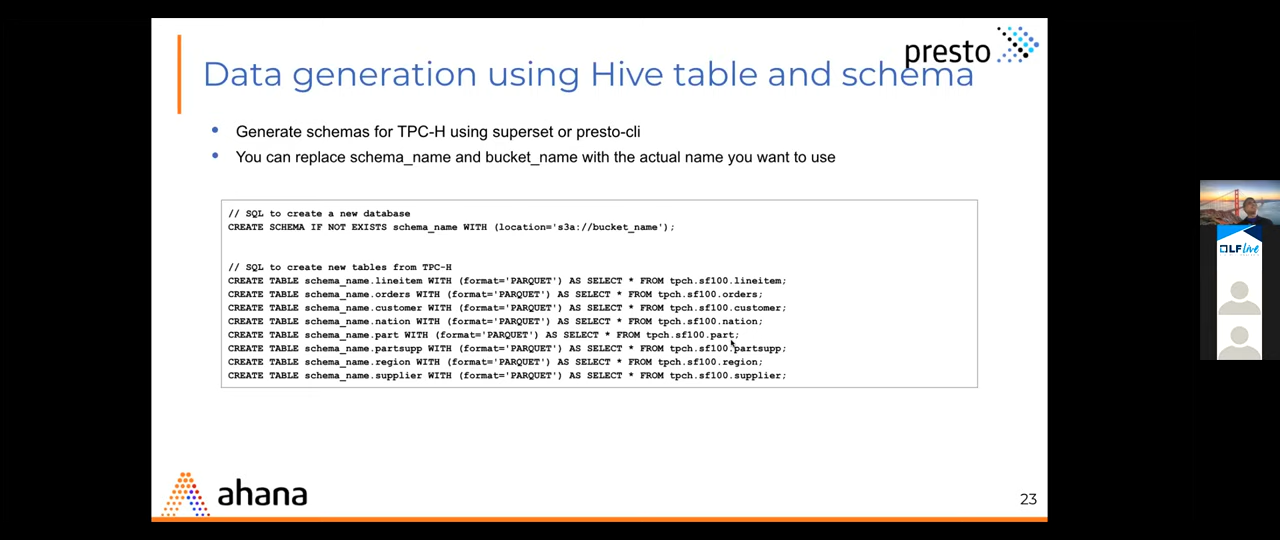 presto
Data generation using Hive table and schema
Generate schemas for TPC-H using superset or presto-cli
You can replace schema_name and bucket_name with the actual name you want to use
// SQL to create a new database
CREATE SCHEMA IF NOT EXISTS schema_name WITH (location='s3a://bucket_name');
// SQL to create new tables from TPC-H
CREATE TABLE schema_name.lineitem WITH (format='PARQUET') AS SELECT * FROM tpch.sf100.lineitem;
CREATE TABLE schema_name.orders WITH (format='PARQUET') AS SELECT * FROM tpch.sf100.orders;
CREATE TABLE schema_name.customer WITH (format='PARQUET') AS SELECT * FROM tpch.sf100.customer;
CREATE TABLE schema_name.nation WITH (format='PARQUET') AS SELECT * FROM tpch.sf100.nation;
CREATE TABLE schema_name.part WITH (format='PARQUET') AS SELECT * FROM tpch.sf100.part;
CREATE TABLE schema_name.partsupp WITH (format='PARQUET') AS SELECT * FROM tpch.sf100.partsupp;
CREATE TABLE schema_name.region WITH (format='PARQUET') AS SELECT * FROM tpch.sf100.region;
CREATE TABLE schema_name.supplier WITH (format='PARQUET') AS SELECT * FROM tpch.sf100.supplier;
ahana
23
LF Live